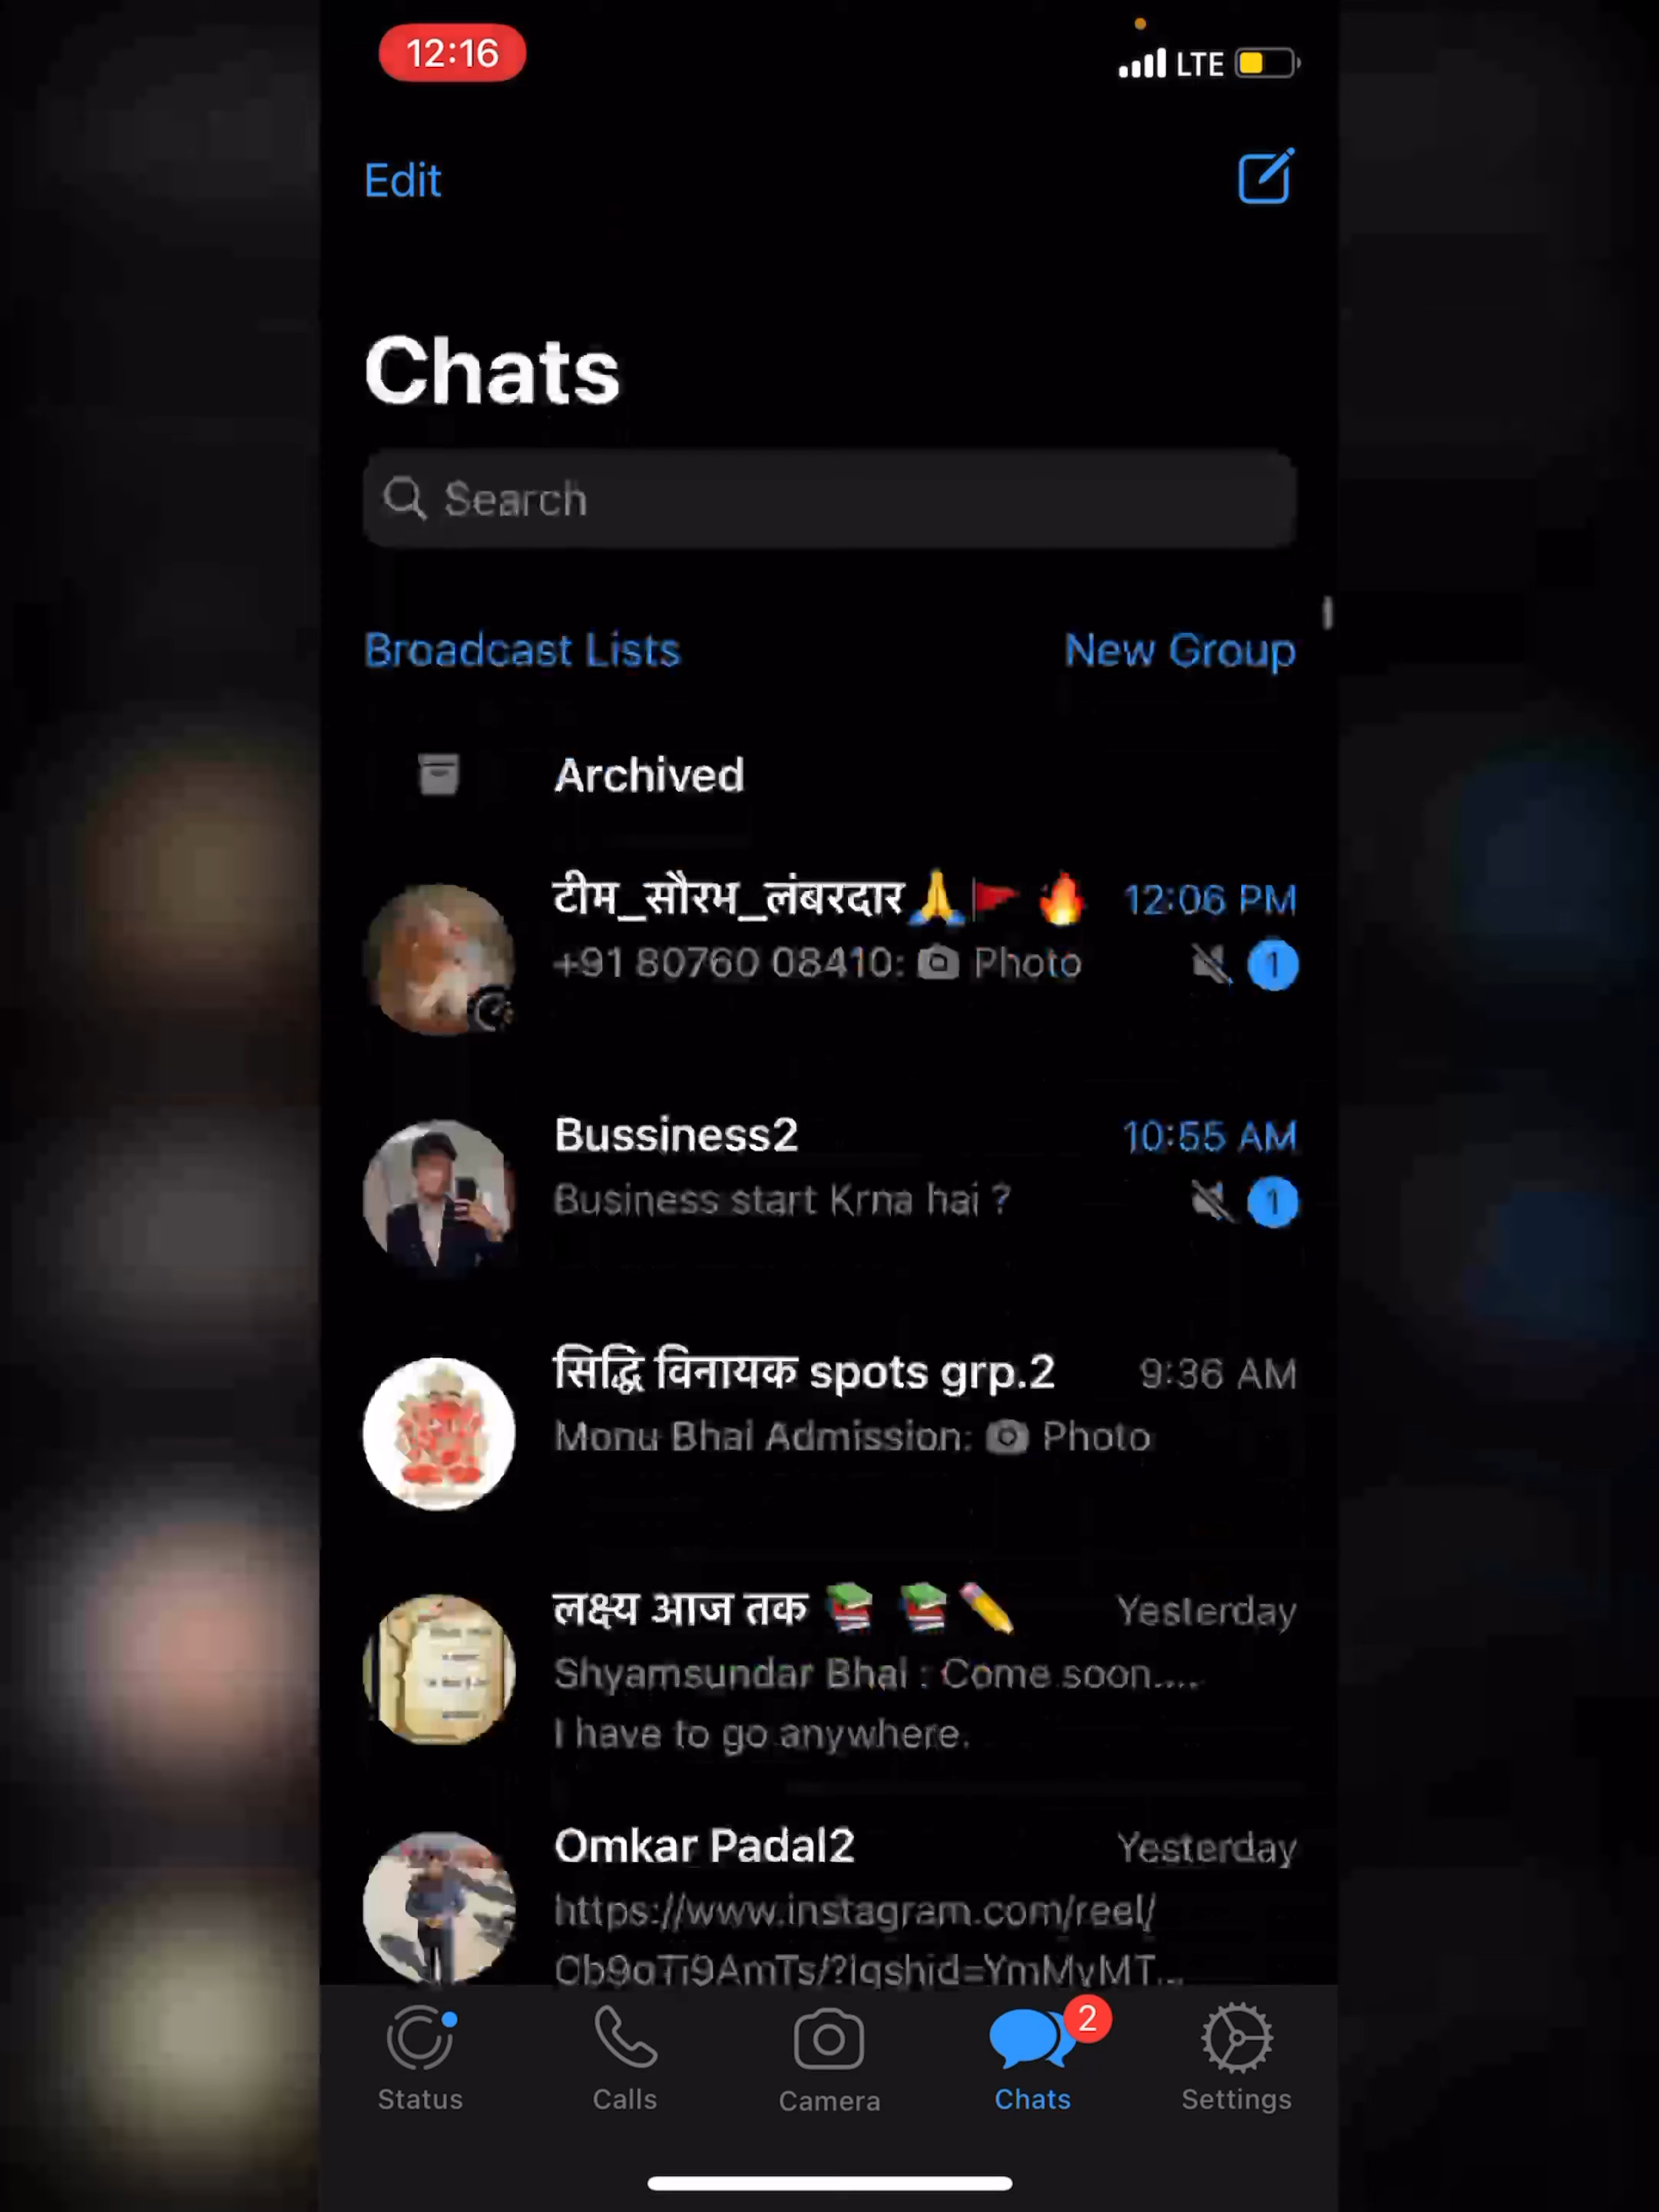 12:16
LTE
Edit
Chats
Search
Broadcast Lists
New Group
Archived
टीम_सौरभ_लंबरदार🙏🚩🔥 12:06 PM
+91 80760 08410: Photo 1
Bussiness2 10:55 AM
Business start Krna hai ? 1
सिद्धि विनायक spots grp.2 9:36 AM
Monu Bhai Admission: Photo
लक्ष्य आज तक 📚 📚✏️ Yesterday
Shyamsundar Bhai : Come soon....
I have to go anywhere.
Omkar Padal2 Yesterday
https://www.instagram.com/reel/
2
Status
Calls
Camera
Chats
Settings